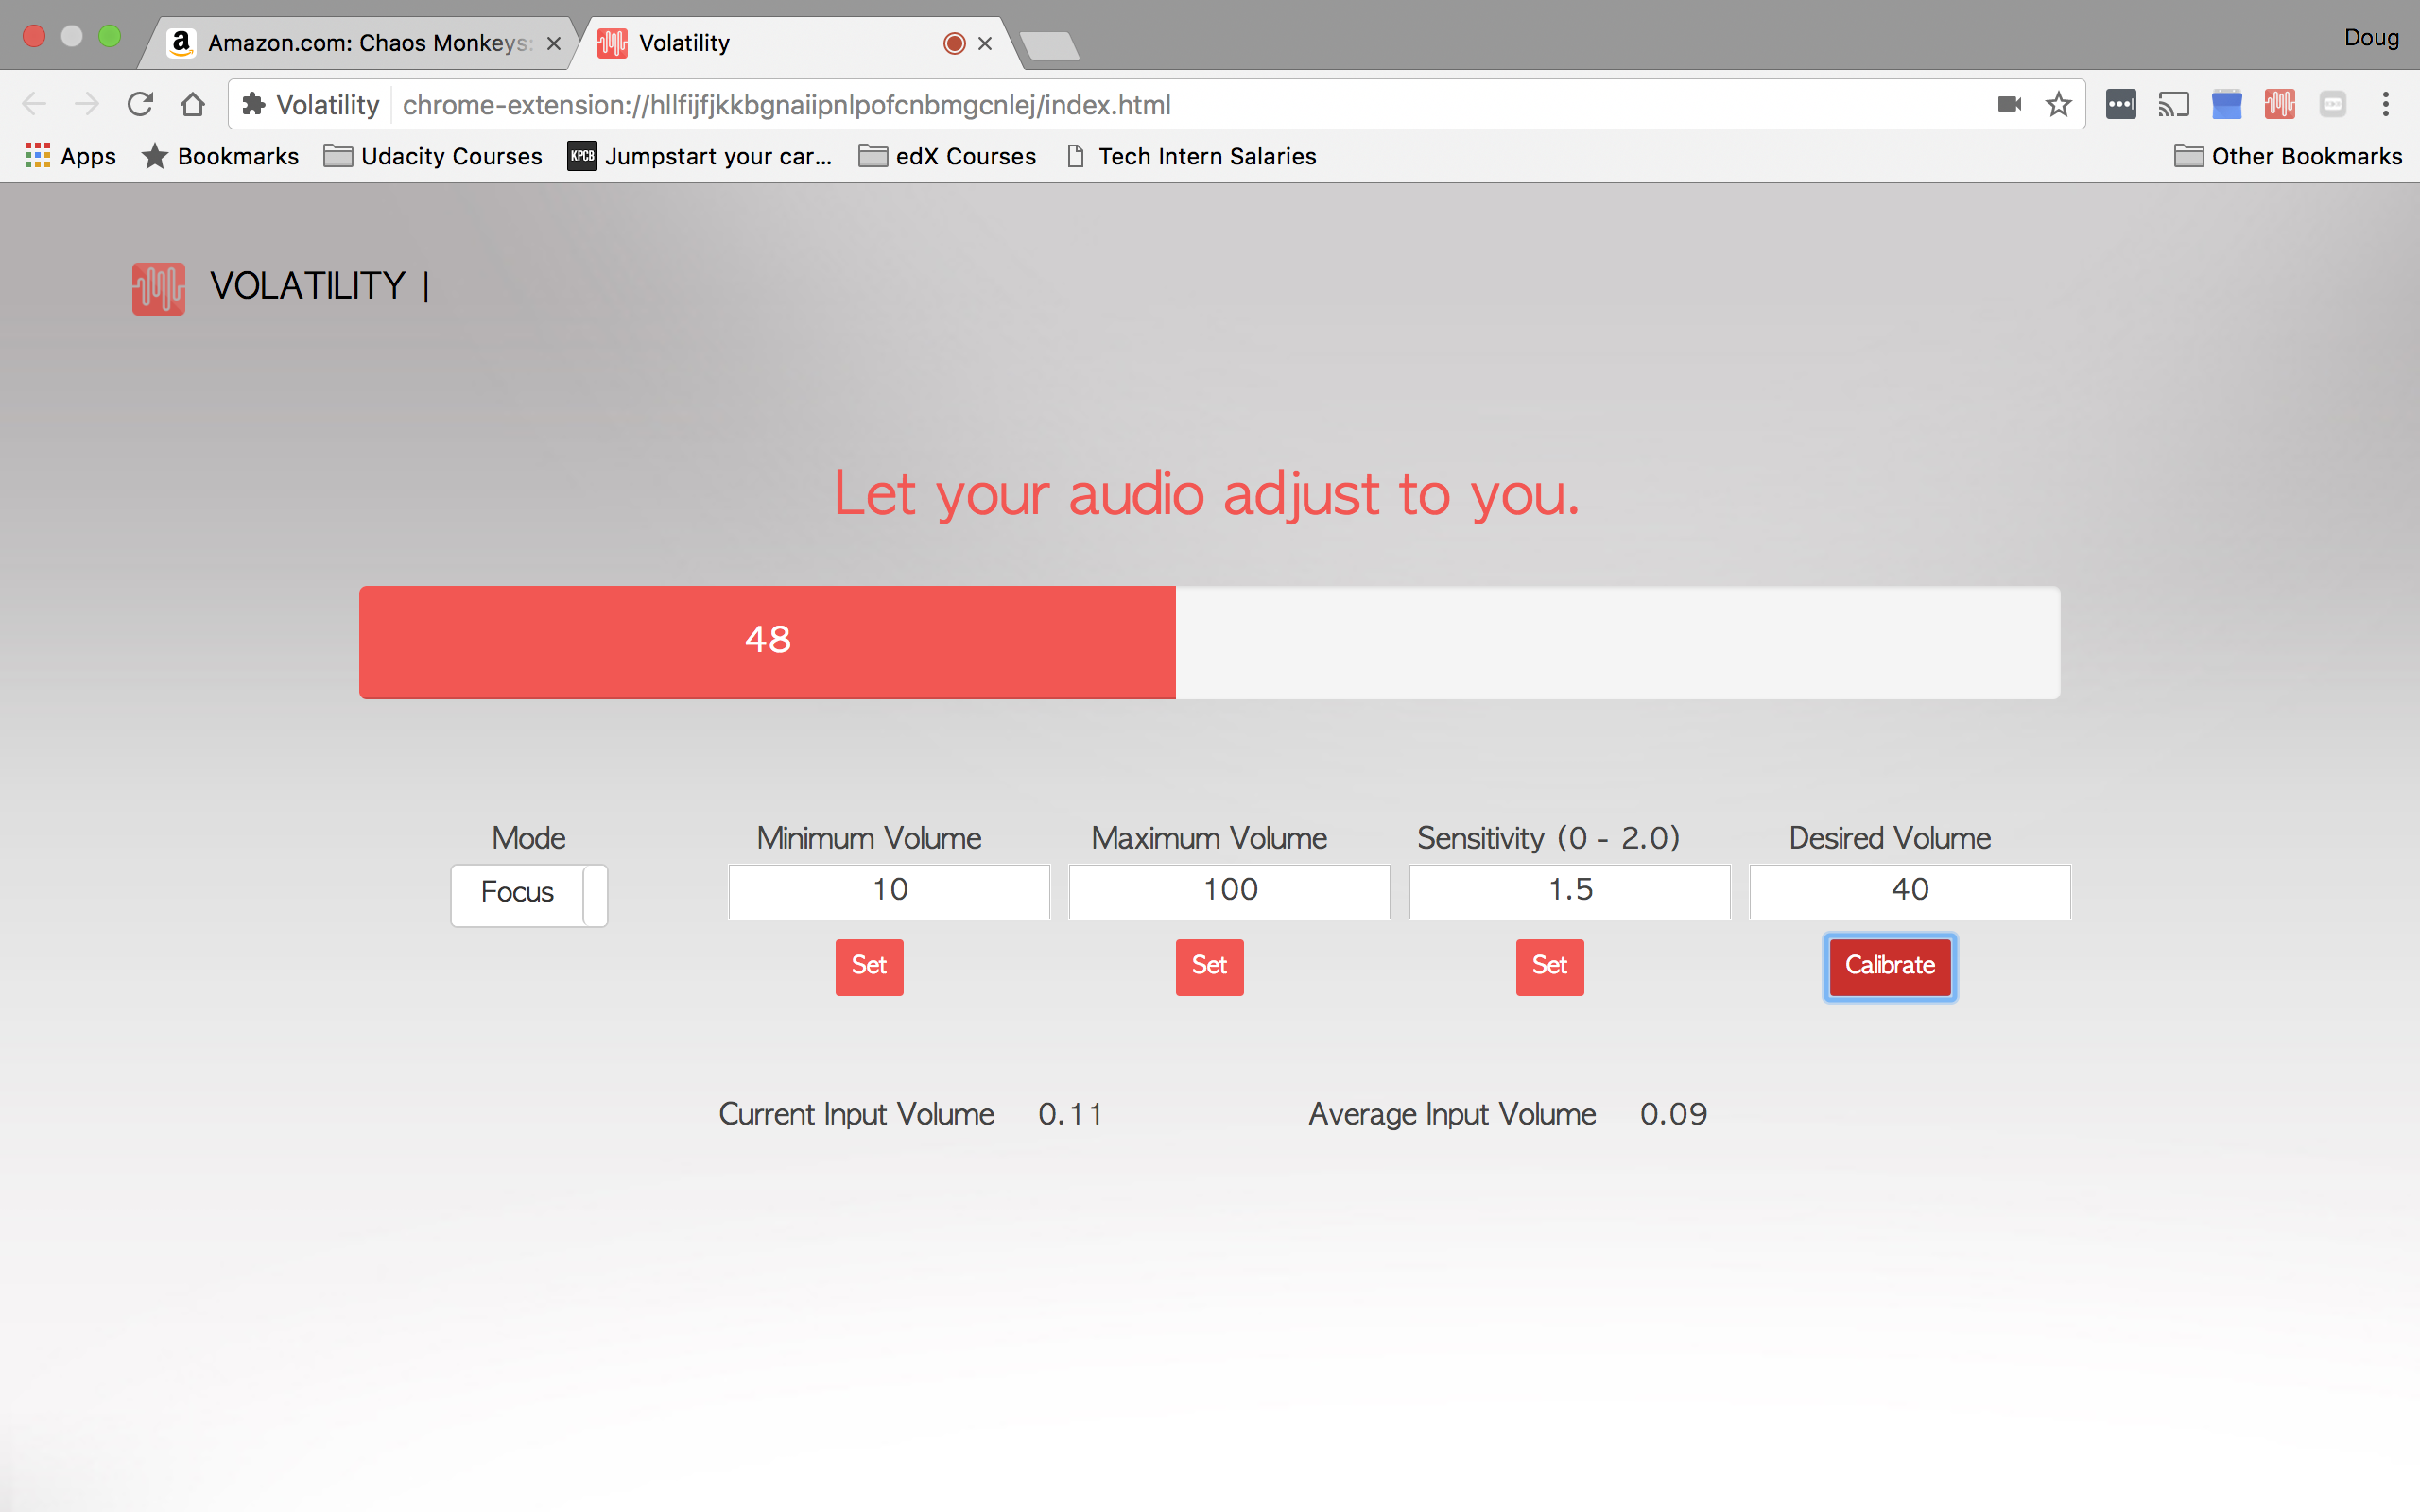 Amazon.com: Chaos Monkeys:
Volatility
Doug
Volatility chrome-extension://hllfijfjkkbgnaiipnlpofcnbmgcnlej/index.html
Apps Bookmarks Udacity Courses KPCB Jumpstart your car... edX Courses Tech Intern Salaries Other Bookmarks
VOLATILITY |
Let your audio adjust to you.
48
Mode Minimum Volume Maximum Volume Sensitivity (0 - 2.0) Desired Volume
Focus 10 100 1.5 40
Set Set Set Calibrate
Current Input Volume 0.11 Average Input Volume 0.09